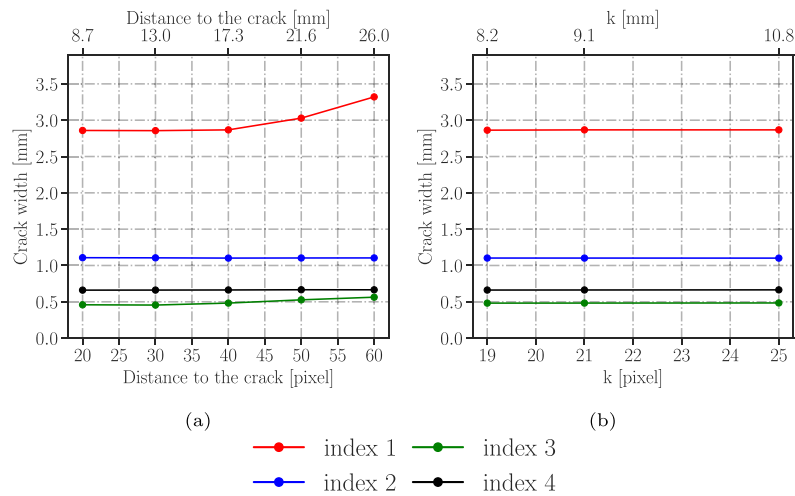 Distance to the crack [mm]
8.7 13.0 17.3 21.6 26.0
Crack width [mm]
3.5
3.0
2.5
2.0
1.5
1.0
0.5
0.0
20 25 30 35 40 45 50 55 60
Distance to the crack [pixel]
(a)
k [mm]
8.2 9.1 10.8
Crack width [mm]
3.5
3.0
2.5
2.0
1.5
1.0
0.5
0.0
19 20 21 22 23 24 25
k [pixel]
(b)
index 1 index 3
index 2 index 4